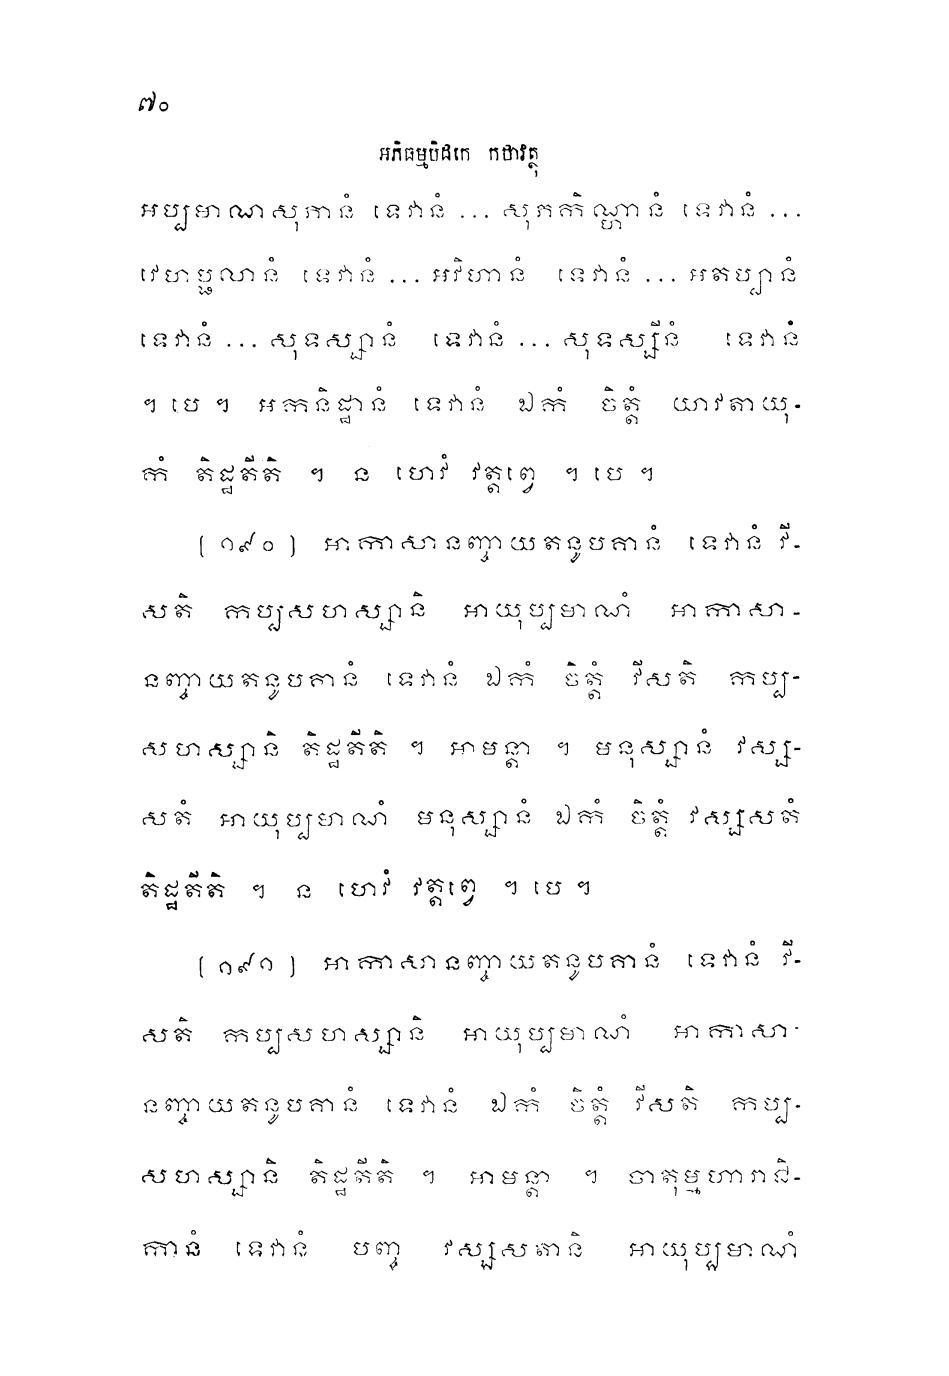 ៧០
អភិធម្មបិដកេ កថាវត្ថុ
អប្បមាណសុភានំ ទេវានំ ... សុភកិណ្ហានំ ទេវានំ ...
វេហប្ផលានំ ទេវានំ ... អវិហានំ ទេវានំ ... អតប្បានំ
ទេវានំ ... សុទស្សានំ ទេវានំ ... សុទស្សីនំ ទេវានំ
។ បេ ។ អកនិដ្ឋានំ ទេវានំ ឯកំ ចិត្តំ យាវតាយុ-
កំ តិដ្ឋតីតិ ។ ន ហេវំ វត្តព្វេ ។ បេ ។
(១៩០) អាកាសានញ្ចាយតនូបគានំ ទេវានំ វី-
សតិ កប្បសហស្សានិ អាយុប្បមាណំ អាកាសា-
នញ្ចាយតនូបគានំ ទេវានំ ឯកំ ចិត្តំ វីសតិ កប្ប-
សហស្សានិ តិដ្ឋតីតិ ។ អាមន្តា ។ មនុស្សានំ វស្ស-
សតំ អាយុប្បមាណំ មនុស្សានំ ឯកំ ចិត្តំ វស្សសតំ
តិដ្ឋតីតិ ។ ន ហេវំ វត្តព្វេ ។ បេ ។
(១៩១) អាកាសានញ្ចាយតនូបគានំ ទេវានំ វី-
សតិ កប្បសហស្សានិ អាយុប្បមាណំ អាកាសា-
នញ្ចាយតនូបគានំ ទេវានំ ឯកំ ចិត្តំ វីសតិ កប្ប-
សហស្សានិ តិដ្ឋតីតិ ។ អាមន្តា ។ ចាតុម្មហារាជិ-
កានំ ទេវានំ បញ្ច វស្សសតានិ អាយុប្បមាណំ